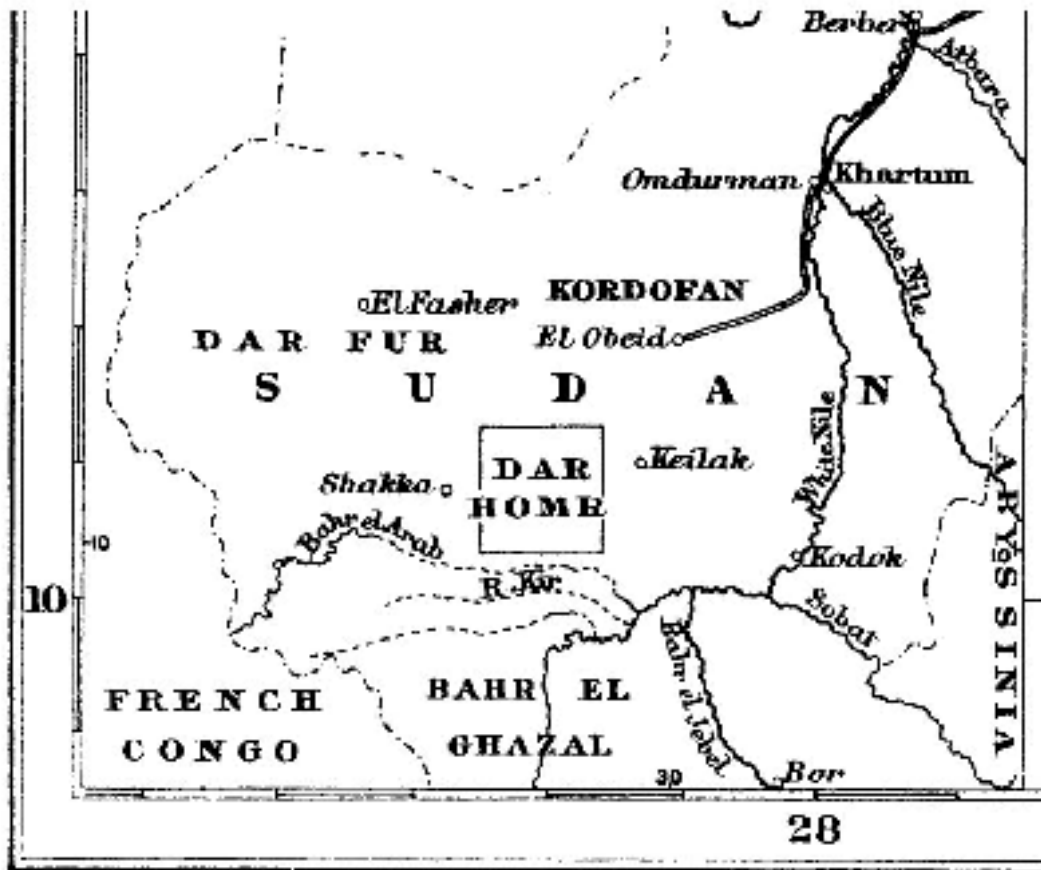 Berber
Atbara
Omdurman
Khartum
Blue Nile
El Fasher
KORDOFAN
DAR FUR
El Obeid
SUDAN
White Nile
DAR
HOMR
Keilak
Shakka
Bahr el Arab
10
R. Kir.
Kodok
10
Sobat
ABYSSINIA
FRENCH
CONGO
BAHR EL
GHAZAL
Bahr el Jebel
30
Bor
28